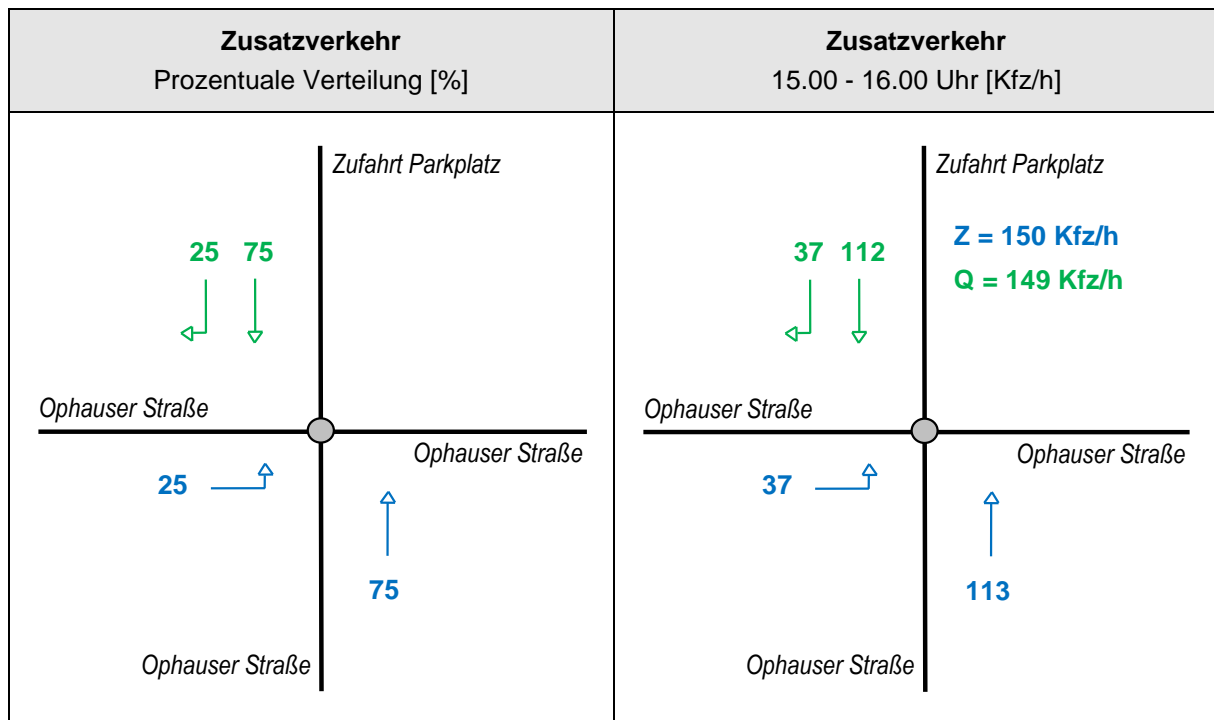 Zusatzverkehr
Prozentuale Verteilung [%]
Zufahrt Parkplatz
25 75
Ophauser Straße
Ophauser Straße
25
75
Ophauser Straße
Zusatzverkehr
15.00 - 16.00 Uhr [Kfz/h]
Zufahrt Parkplatz
Z = 150 Kfz/h
37 112
Q = 149 Kfz/h
Ophauser Straße
Ophauser Straße
37
113
Ophauser Straße